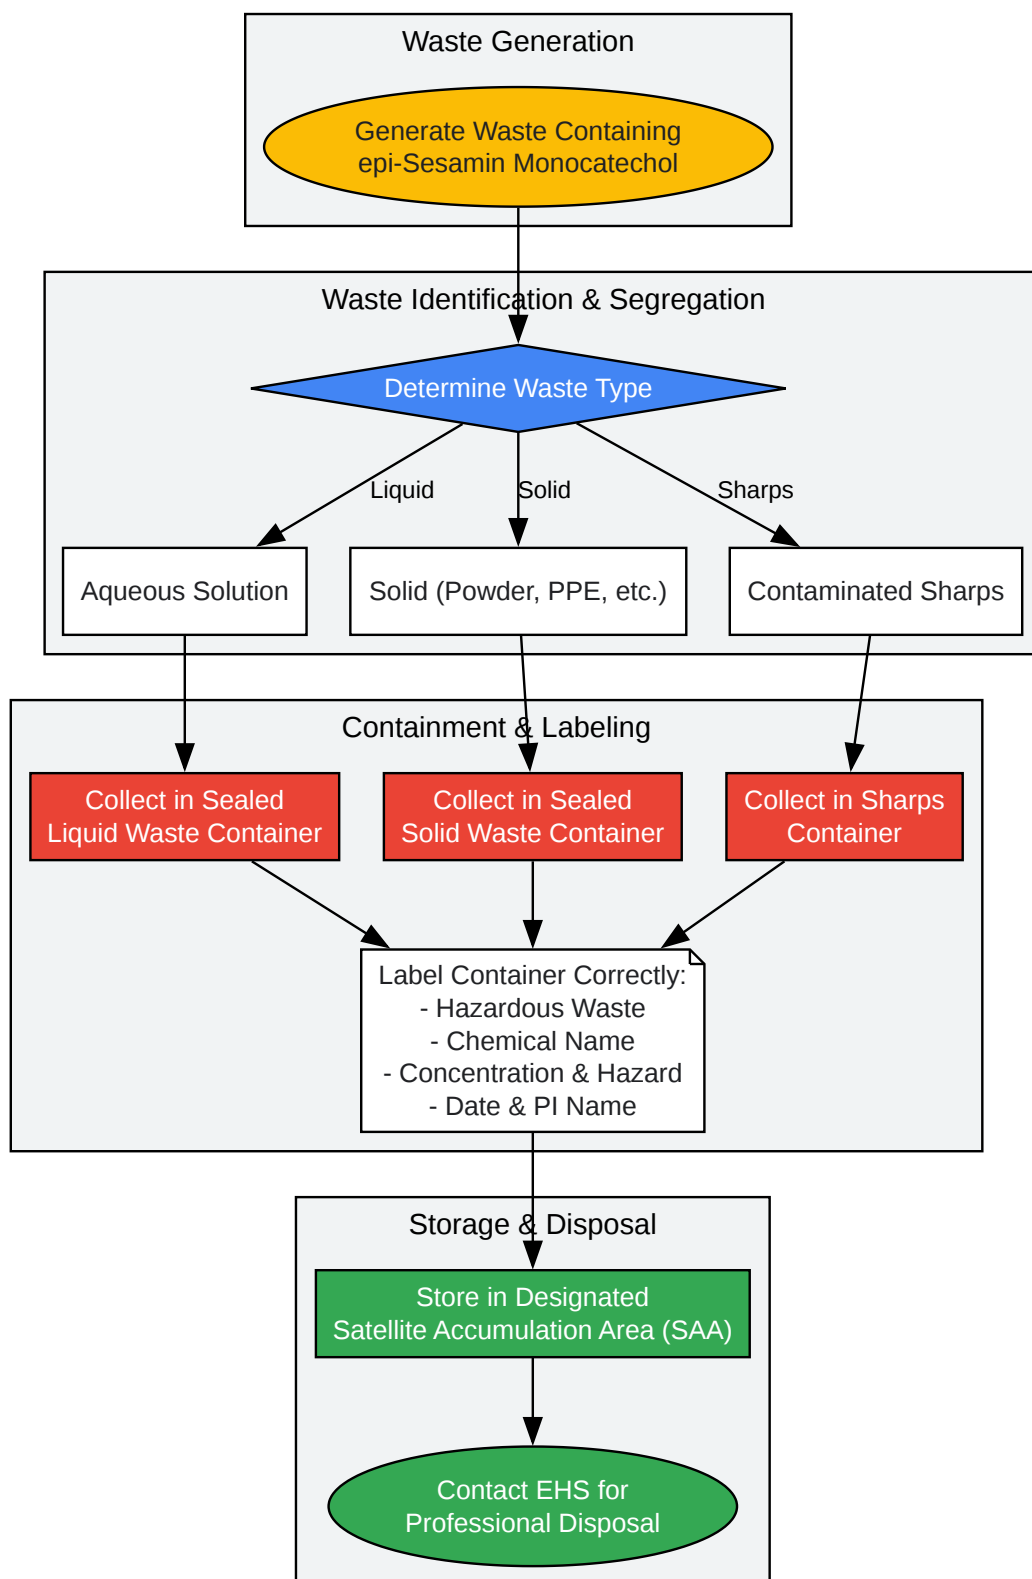 Waste Generation
Generate Waste Containing
epi-Sesamin Monocatechol
Waste Identification & Segregation
Determine Waste Type
Liquid
Solid
Sharps
Aqueous Solution
Solid (Powder, PPE, etc.)
Contaminated Sharps
Containment & Labeling
Collect in Sealed
Liquid Waste Container
Collect in Sealed
Solid Waste Container
Collect in Sharps
Container
Label Container Correctly:
- Hazardous Waste
- Chemical Name
- Concentration & Hazard
- Date & PI Name
Storage & Disposal
Store in Designated
Satellite Accumulation Area (SAA)
Contact EHS for
Professional Disposal